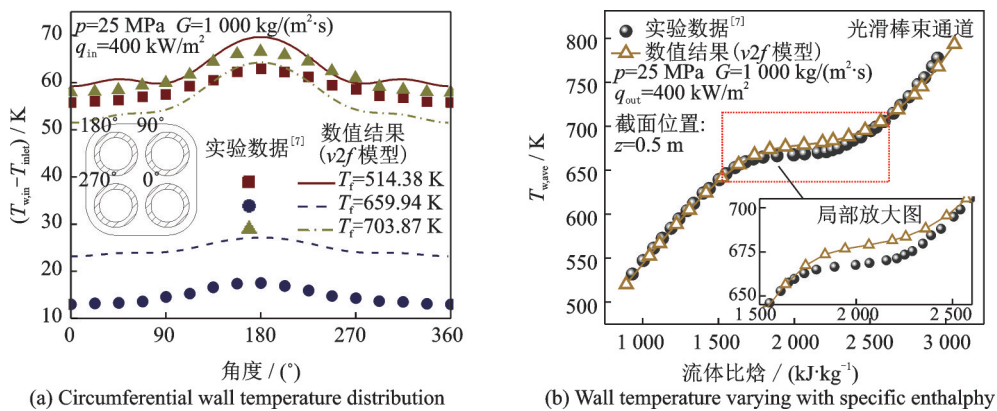 p=25 MPa G=1 000 kg/(m²·s)
q_in=400 kW/m²
70
60
50
40
30
20
10
(T_w,in−T_inlet) / K
180° 90°
270° 0°
实验数据[7]
数值结果
(v2f 模型)
T_f=514.38 K
T_f=659.94 K
T_f=703.87 K
0 90 180 270 360
角度 / (°)
(a) Circumferential wall temperature distribution
实验数据[7]
数值结果(v2f 模型)
光滑棒束通道
p=25 MPa G=1 000 kg/(m²·s)
q_out=400 kW/m²
截面位置:
z=0.5 m
800
750
700
650
600
550
500
T_w,ave / K
局部放大图
700
675
650
1 500 2 000 2 500
1 000 1 500 2 000 2 500 3 000
流体比焓 / (kJ·kg⁻¹)
(b) Wall temperature varying with specific enthalpy